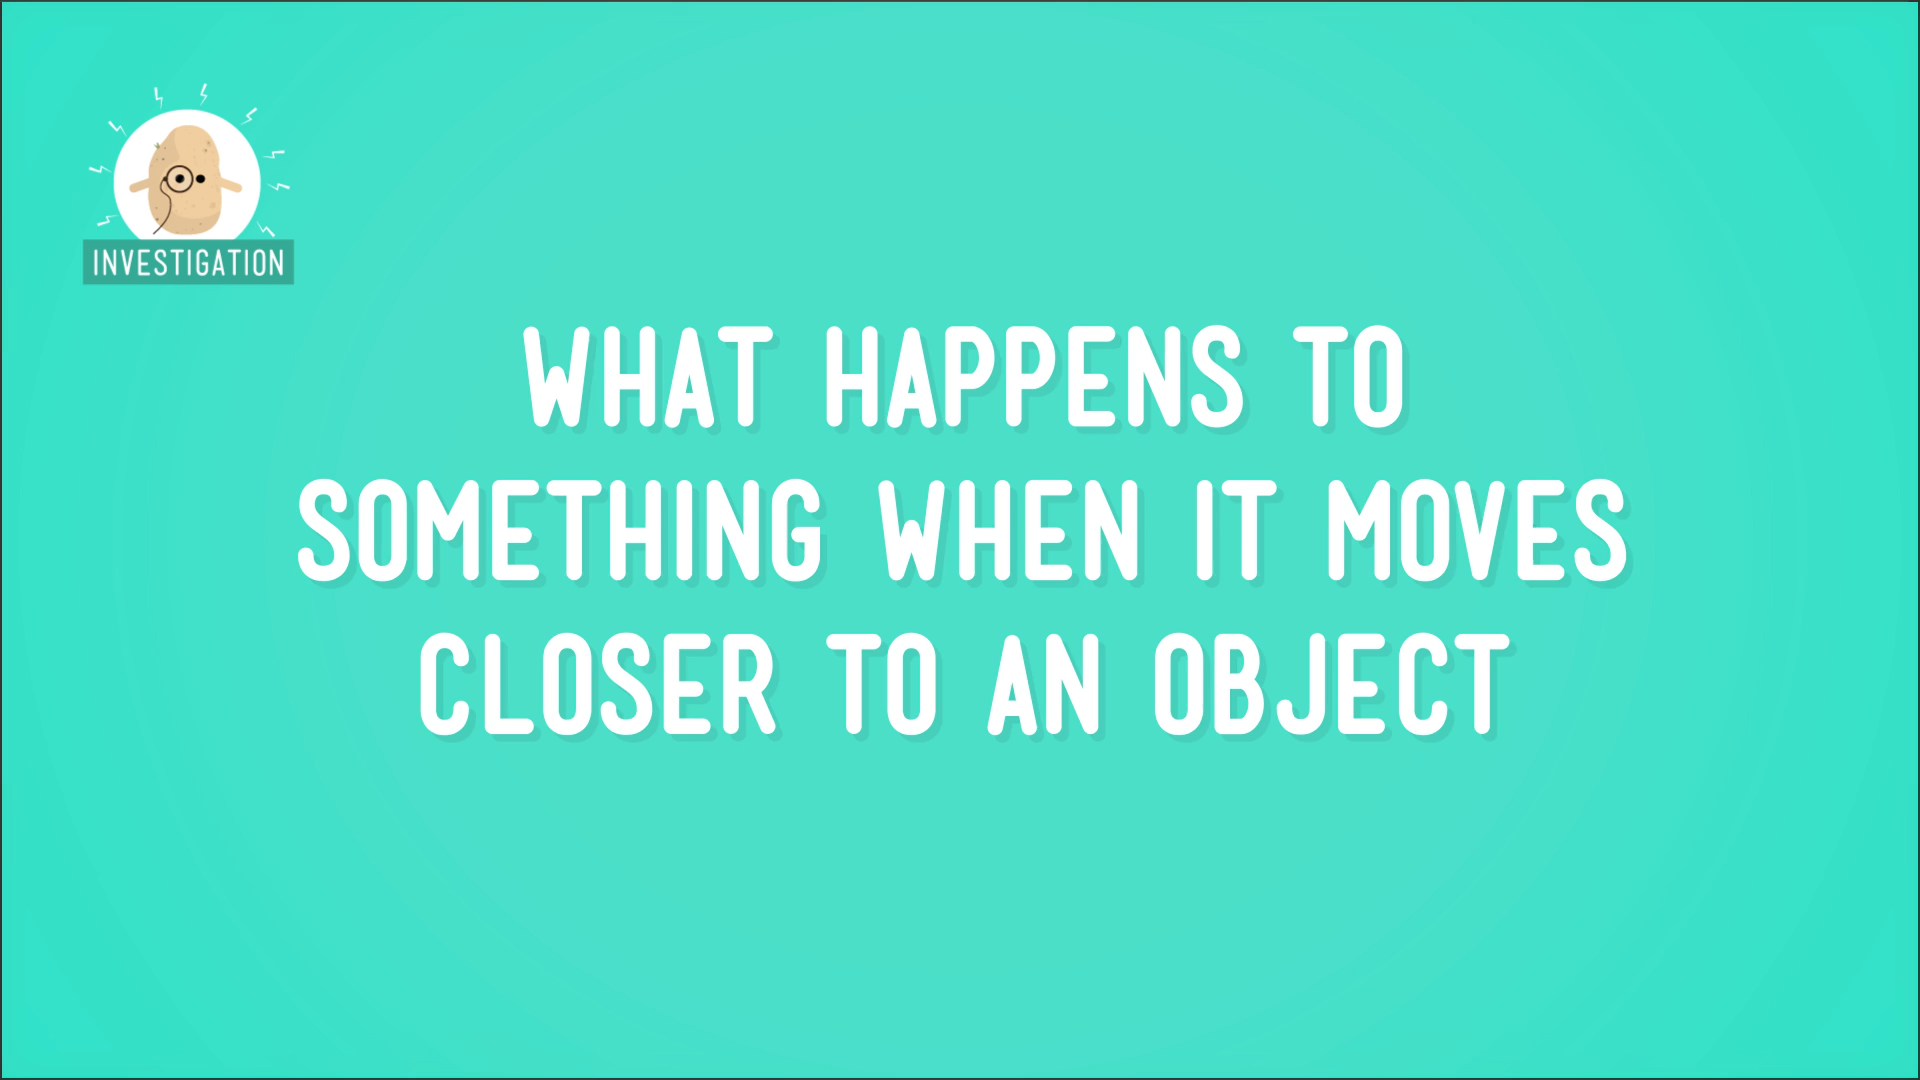 INVESTIGATION
WHAT HAPPENS TO
SOMETHING WHEN IT MOVES
CLOSER TO AN OBJECT